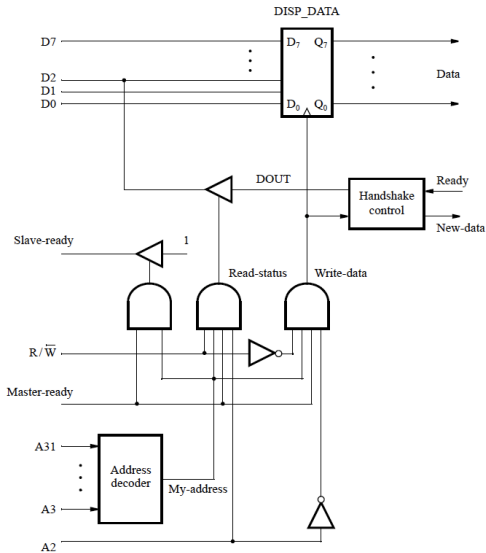 DISP_DATA
D7
D7 Q7
D2
Data
D1
D0
D0 Q0
DOUT
Ready
Handshake
control
New-data
Slave-ready
1
Read-status
Write-data
R / W
Master-ready
A31
Address
decoder
My-address
A3
A2